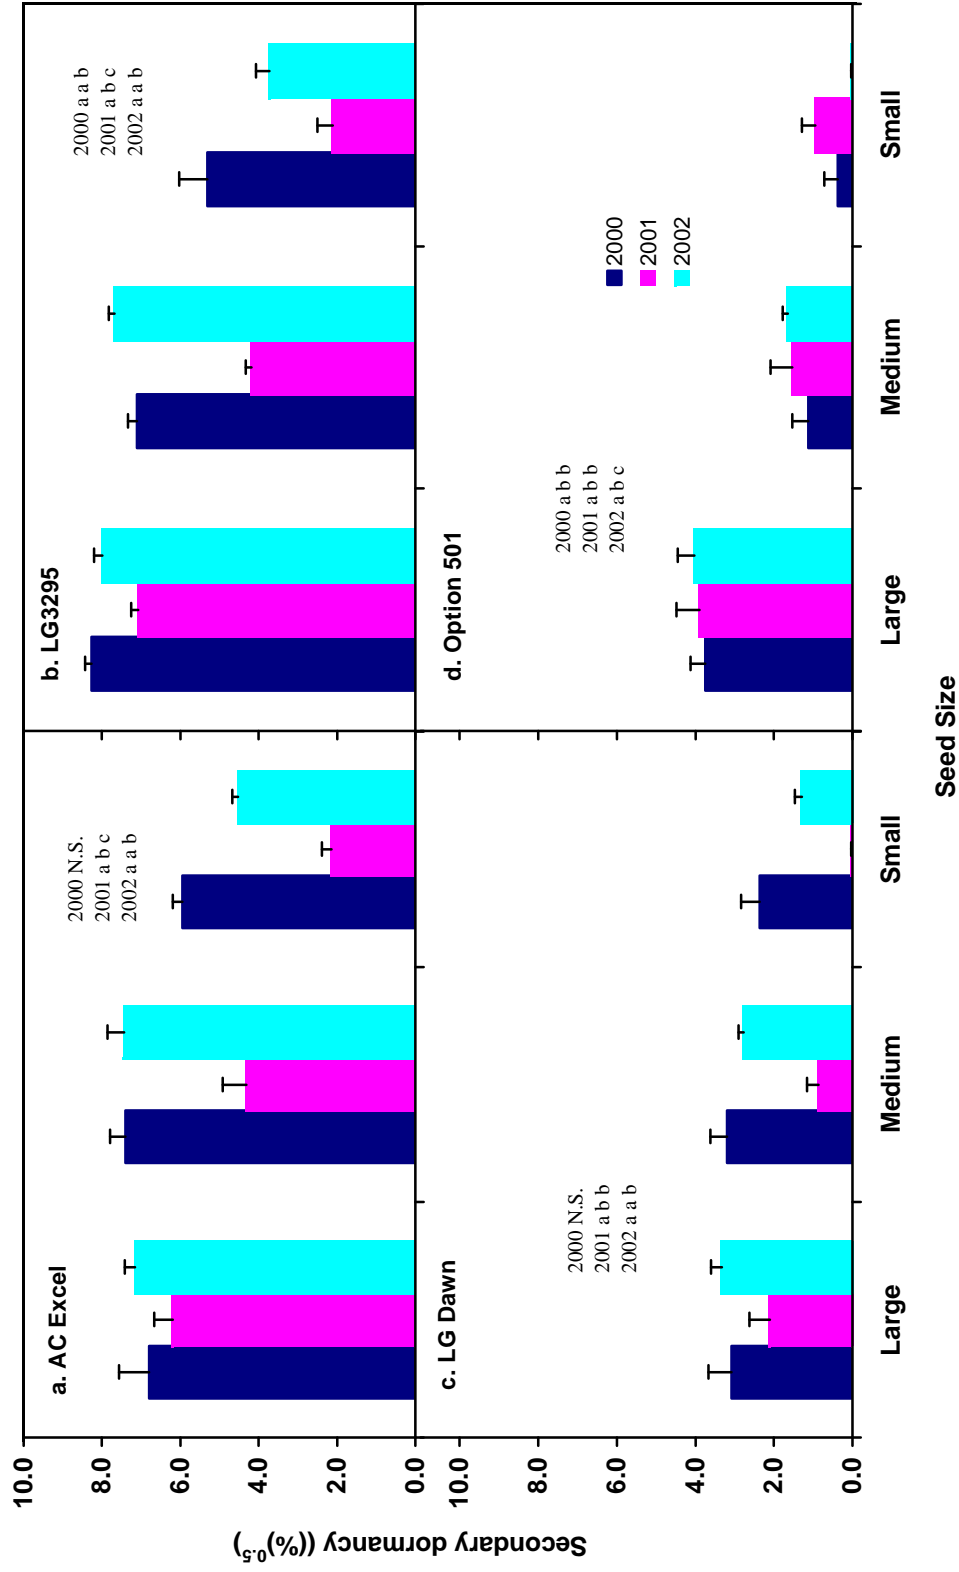 a. AC Excel
2000 N.S.
2001 a b c
2002 a a b
b. LG3295
2000 a a b
2001 a b c
2002 a a b
10.0
8.0
6.0
4.0
2.0
0.0
c. LG Dawn
2000 N.S.
2001 a b b
2002 a a b
d. Option 501
2000 a b b
2001 a b b
2002 a b c
2000
2001
2002
10.0
8.0
6.0
4.0
2.0
0.0
Large Medium Small Large Medium Small
Seed Size
Secondary dormancy ((%)^0.5)